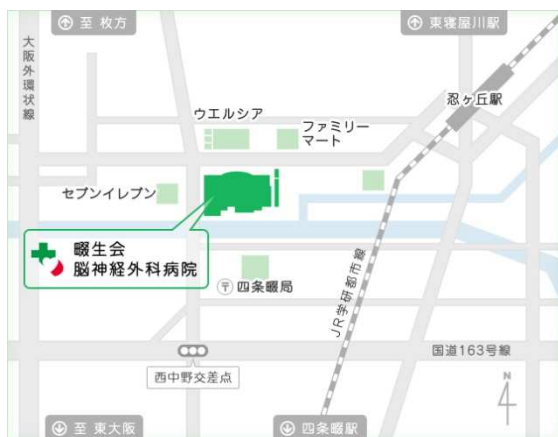 至 枚方
東寝屋川駅
大阪外環状線
忍ヶ丘駅
ウエルシア
ファミリー
マート
セブンイレブン
畷生会
脳神経外科病院
〒四条畷局
JR学研都市線
国道163号線
西中野交差点
N
4
至 東大阪
四条畷駅